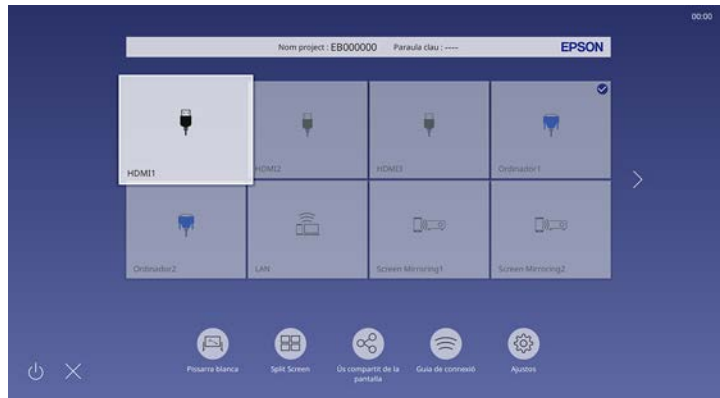 00:00
Nom project : EB000000 Paraula clau : ---- EPSON
HDMI1 HDMI2 HDMI3 Ordinador1
Ordinador2 LAN Screen Mirroring1 Screen Mirroring2
Pissarra blanca Split Screen Ús compartit de la Guia de connexió Ajustos
pantalla